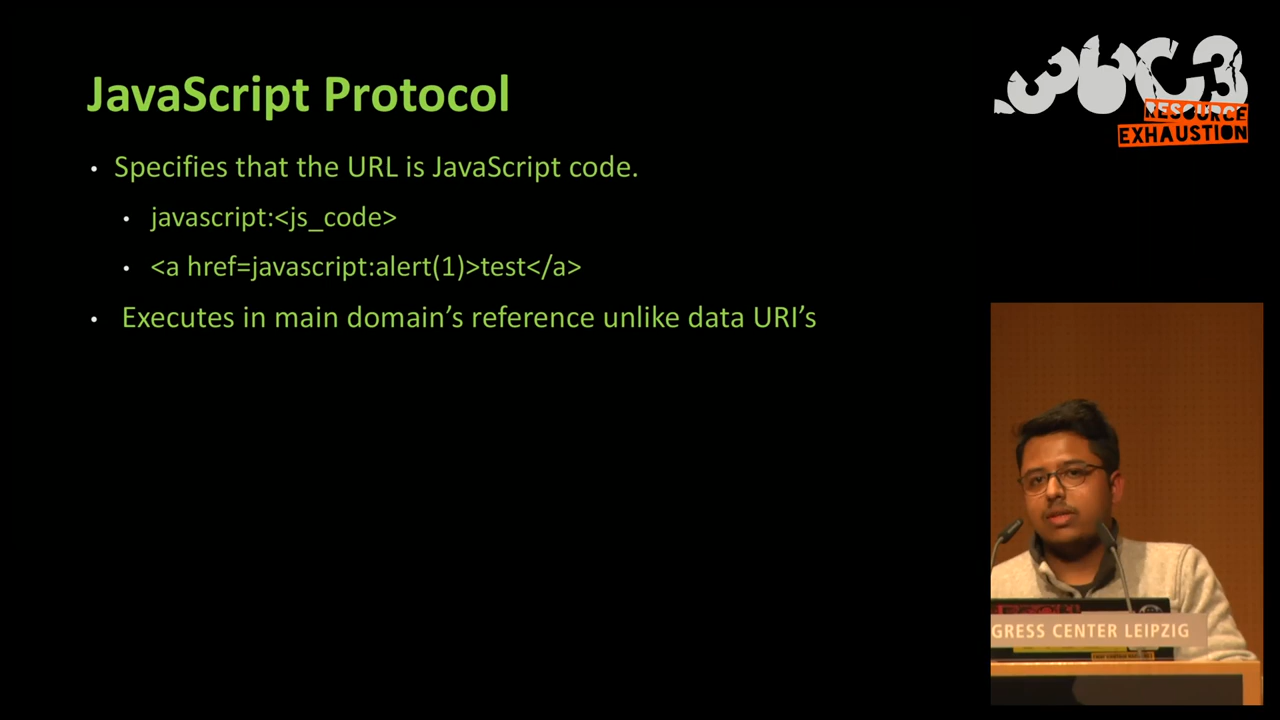 JavaScript Protocol
• Specifies that the URL is JavaScript code.
• javascript:<js_code>
• <a href=javascript:alert(1)>test</a>
• Executes in main domain’s reference unlike data URI’s
36C3
RESOURCE
EXHAUSTION
GRESS CENTER LEIPZIG